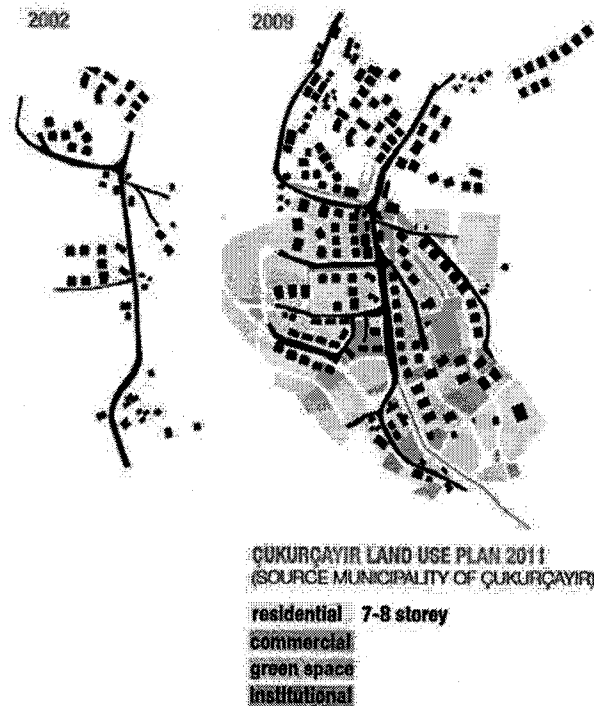 2002
2009
ÇUKURÇAYIR LAND USE PLAN 2011
(SOURCE MUNICIPALITY OF ÇUKURÇAYIR)
residential 7-8 storey
commercial
green space
institutional